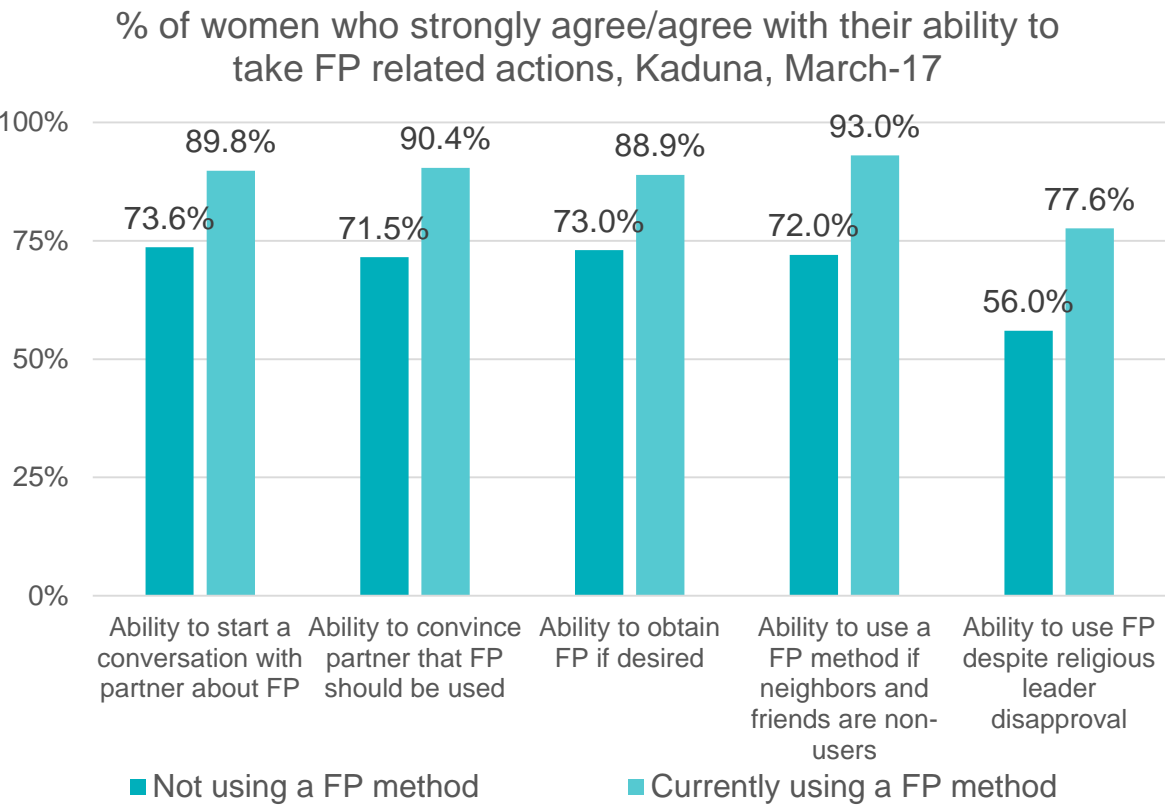 % of women who strongly agree/agree with their ability to
take FP related actions, Kaduna, March-17
100%
75%
50%
25%
0%
73.6%
89.8%
71.5%
90.4%
73.0%
88.9%
72.0%
93.0%
56.0%
77.6%
Ability to start a
conversation with
partner about FP
Ability to convince
partner that FP
should be used
Ability to obtain
FP if desired
Ability to use a
FP method if
neighbors and
friends are non-
users
Ability to use FP
despite religious
leader
disapproval
Not using a FP method
Currently using a FP method